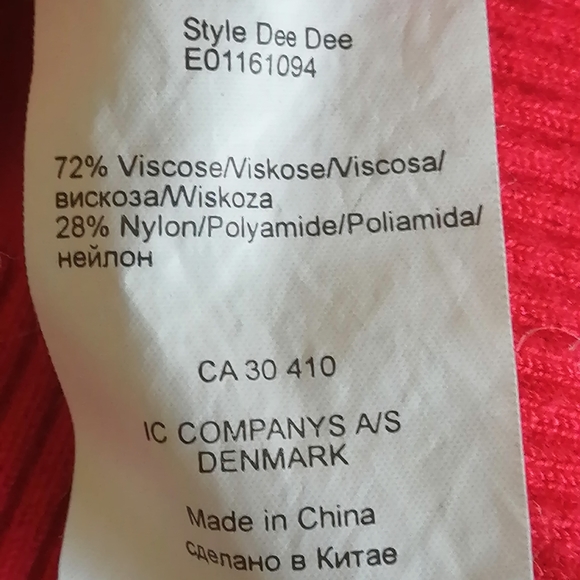 Style Dee Dee
E01161094
72% Viscose/Viskose/Viscosa/
вискоза/Wiskoza
28% Nylon/Polyamide/Poliamida/
нейлон
CA 30 410
IC COMPANYS A/S
DENMARK
Made in China
сделано в Китае